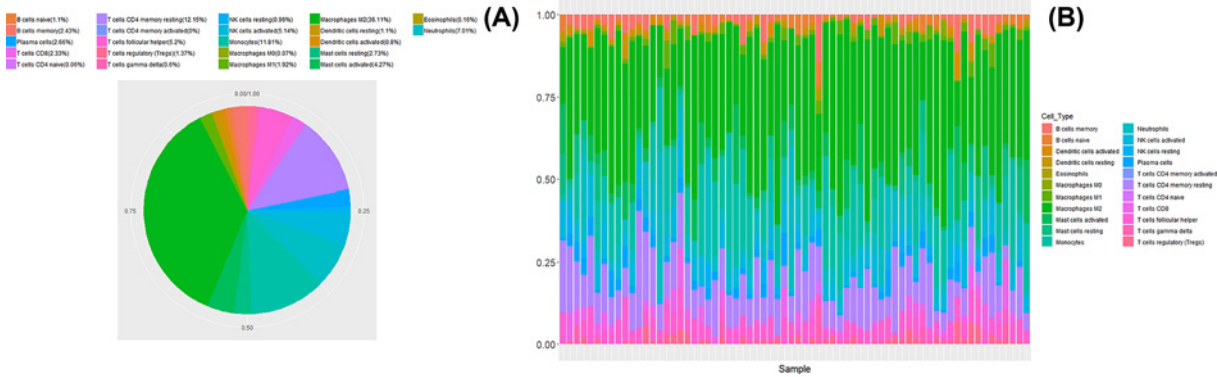 B cells naive(1.1%)
B cells memory(2.43%)
Plasma cells(2.66%)
T cells CD8(2.33%)
T cells CD4 naive(0.06%)
T cells CD4 memory resting(12.15%)
T cells CD4 memory activated(0%)
T cells follicular helper(5.2%)
T cells regulatory (Tregs)(1.37%)
T cells gamma delta(0.6%)
NK cells resting(0.96%)
NK cells activated(5.14%)
Monocytes(11.91%)
Macrophages M0(0.97%)
Macrophages M1(1.92%)
Macrophages M2(36.11%)
Dendritic cells resting(1.1%)
Dendritic cells activated(0.8%)
Mast cells resting(2.73%)
Mast cells activated(4.27%)
Eosinophils(0.16%)
Neutrophils(7.01%)
(A)
0.00/1.00
0.75
0.25
0.50
(B)
1.00
0.75
0.50
0.25
0.00
Sample
Cell_Type
B cells memory
B cells naive
Dendritic cells activated
Dendritic cells resting
Eosinophils
Macrophages M0
Macrophages M1
Macrophages M2
Mast cells activated
Mast cells resting
Monocytes
Neutrophils
NK cells activated
NK cells resting
Plasma cells
T cells CD4 memory activated
T cells CD4 memory resting
T cells CD4 naive
T cells CD8
T cells follicular helper
T cells gamma delta
T cells regulatory (Tregs)